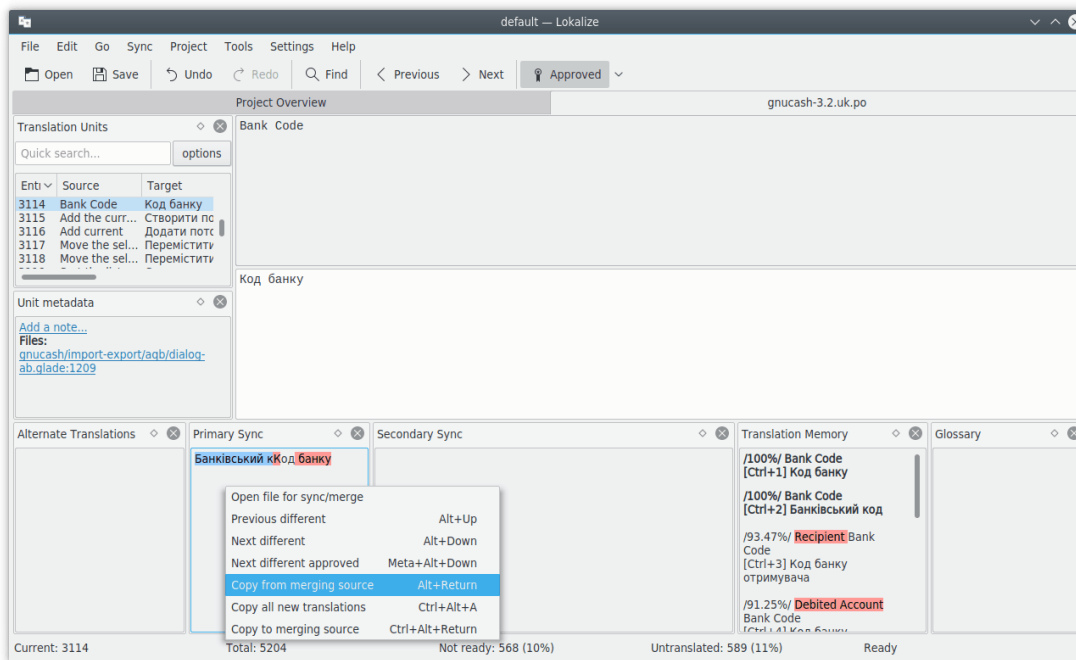 default — Lokalize
File Edit Go Sync Project Tools Settings Help
Open Save Undo Redo Find Previous Next Approved
Project Overview gnucash-3.2.uk.po
Translation Units
Quick search... options
Entı Source Target
3114 Bank Code Код банку
3115 Add the curr... Створити по
3116 Add current Додати пото
3117 Move the sel... Перемістити
3118 Move the sel... Перемістити
Bank Code
Код банку
Unit metadata
Add a note...
Files:
gnucash/import-export/aqb/dialog-
ab.glade:1209
Alternate Translations
Primary Sync
Банківський кКод банку
Open file for sync/merge
Previous different Alt+Up
Next different Alt+Down
Next different approved Meta+Alt+Down
Copy from merging source Alt+Return
Copy all new translations Ctrl+Alt+A
Copy to merging source Ctrl+Alt+Return
Secondary Sync
Translation Memory
/100%/ Bank Code
[Ctrl+1] Код банку
/100%/ Bank Code
[Ctrl+2] Банківський код
/93.47%/ Recipient Bank
Code
[Ctrl+3] Код банку
отримувача
/91.25%/ Debited Account
Bank Code
[Ctrl+4] Код банку
Glossary
Current: 3114 Total: 5204 Not ready: 568 (10%) Untranslated: 589 (11%) Ready